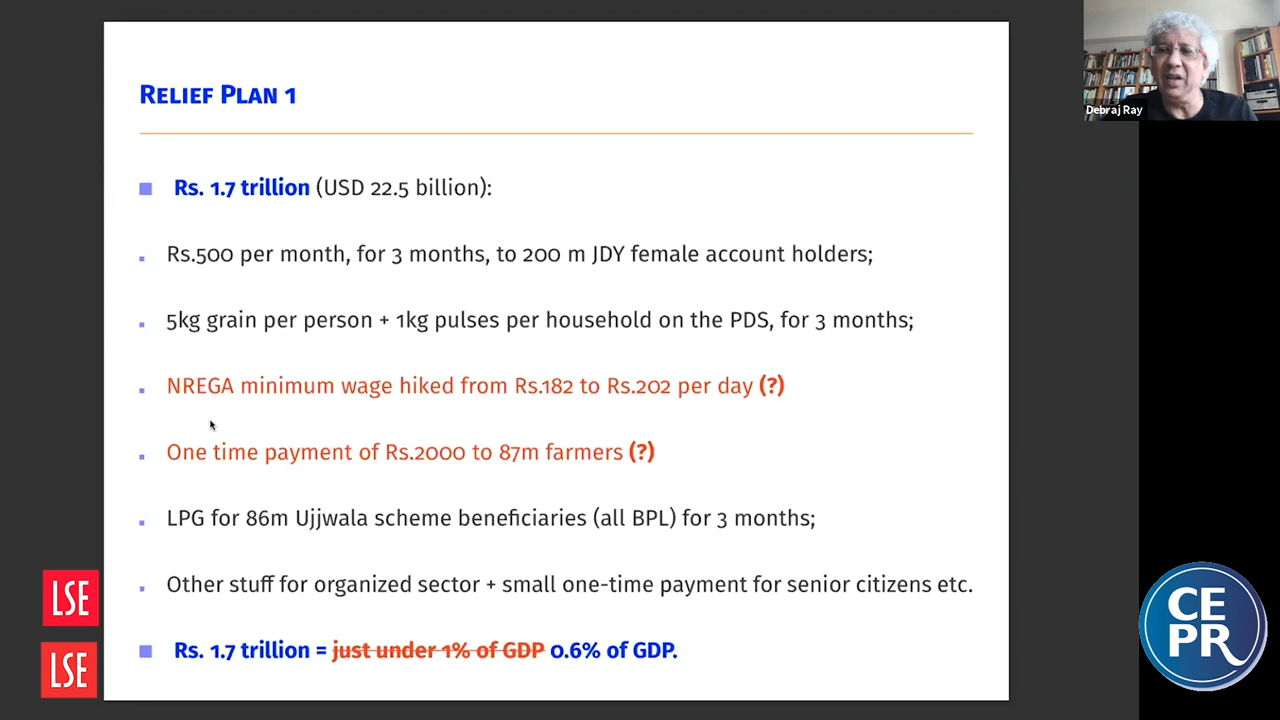 Relief Plan 1
Rs. 1.7 trillion (USD 22.5 billion):
Rs.500 per month, for 3 months, to 200 m JDY female account holders;
5kg grain per person + 1kg pulses per household on the PDS, for 3 months;
NREGA minimum wage hiked from Rs.182 to Rs.202 per day (?)
One time payment of Rs.2000 to 87m farmers (?)
LPG for 86m Ujjwala scheme beneficiaries (all BPL) for 3 months;
Other stuff for organized sector + small one-time payment for senior citizens etc.
Rs. 1.7 trillion = just under 1% of GDP 0.6% of GDP.
Debraj Ray
LSE
LSE
CE
PR